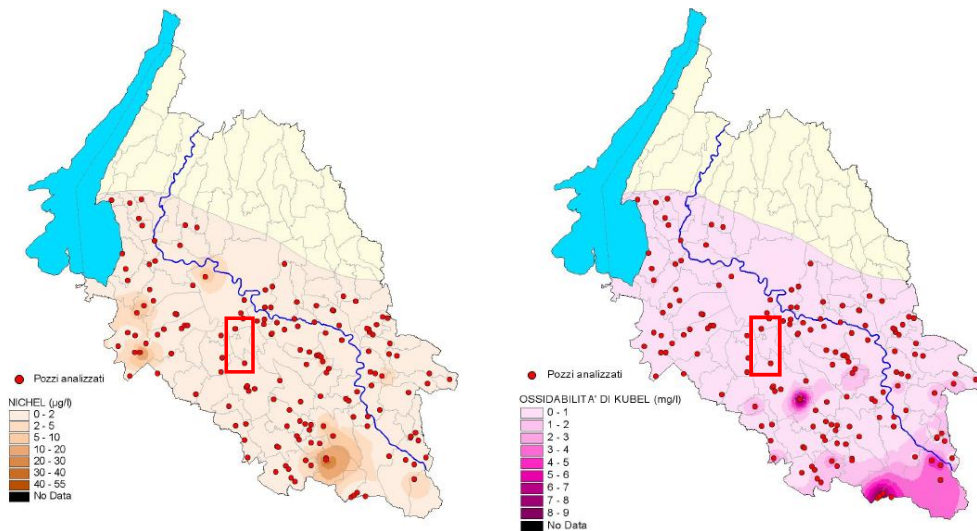 Pozzi analizzati
NICHEL (µg/l)
0 - 2
2 - 5
5 - 10
10 - 20
20 - 30
30 - 40
40 - 55
No Data
Pozzi analizzati
OSSIDABILITA' DI KUBEL (mg/l)
0 - 1
1 - 2
2 - 3
3 - 4
4 - 5
5 - 6
6 - 7
7 - 8
8 - 9
No Data